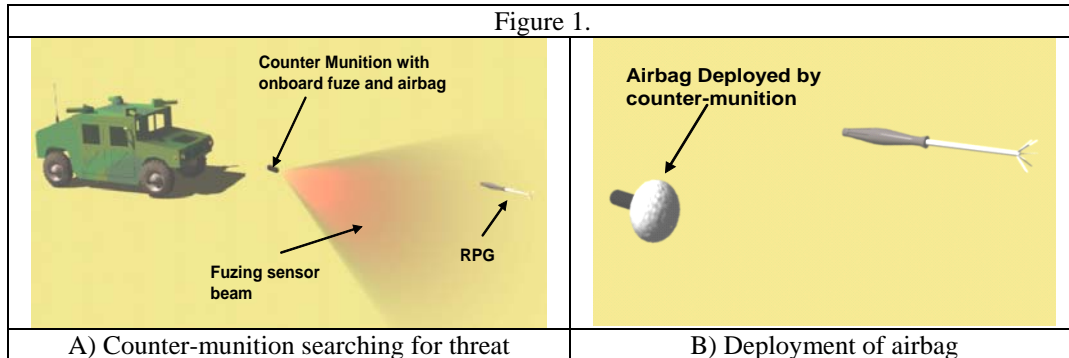 Figure 1.
Counter Munition with
onboard fuze and airbag
Fuzing sensor
beam
RPG
Airbag Deployed by
counter-munition
A) Counter-munition searching for threat
B) Deployment of airbag